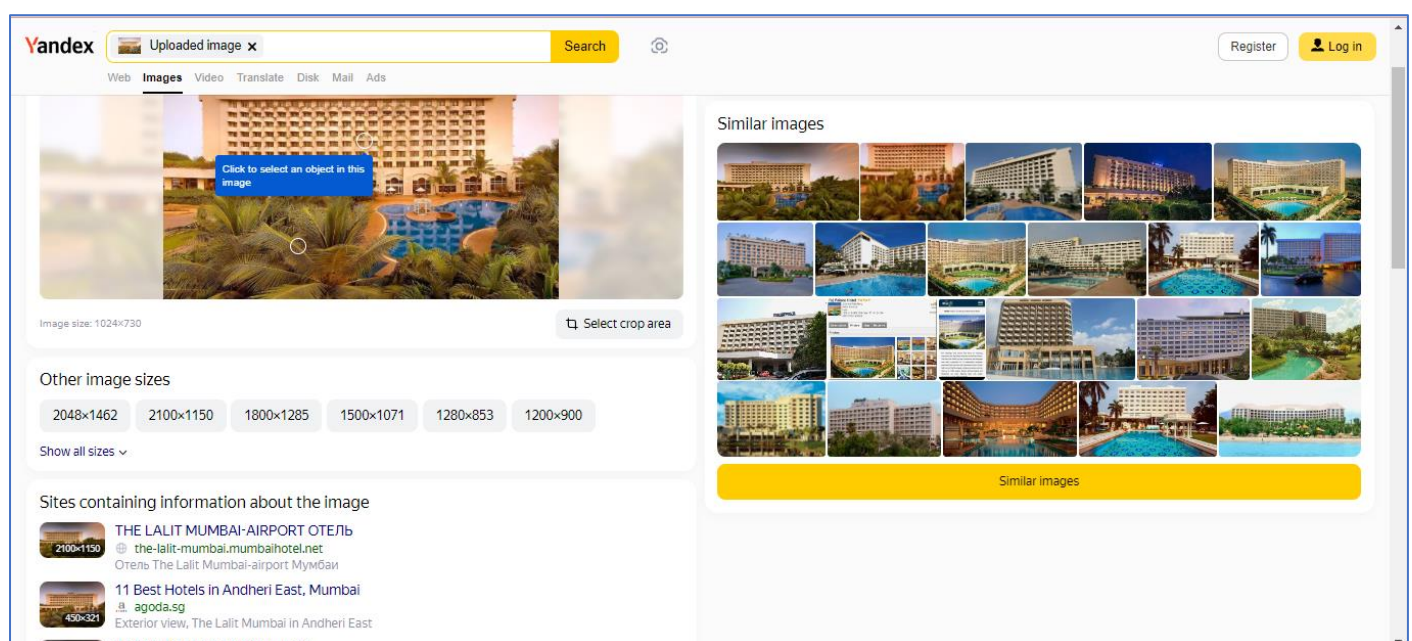 Yandex
Uploaded image ×
Search
Register
Log in
Web Images Video Translate Disk Mail Ads
Click to select an object in this
image
Image size: 1024×730
Select crop area
Other image sizes
2048×1462 2100×1150 1800×1285 1500×1071 1280×853 1200×900
Show all sizes
Sites containing information about the image
2100×1150
THE LALIT MUMBAI-AIRPORT ОТЕЛЬ
the-lalit-mumbai.mumbaihotel.net
Отель The Lalit Mumbai-airport Мумбаи
450×321
11 Best Hotels in Andheri East, Mumbai
a agoda.sg
Exterior view, The Lalit Mumbai in Andheri East
Similar images
Similar images